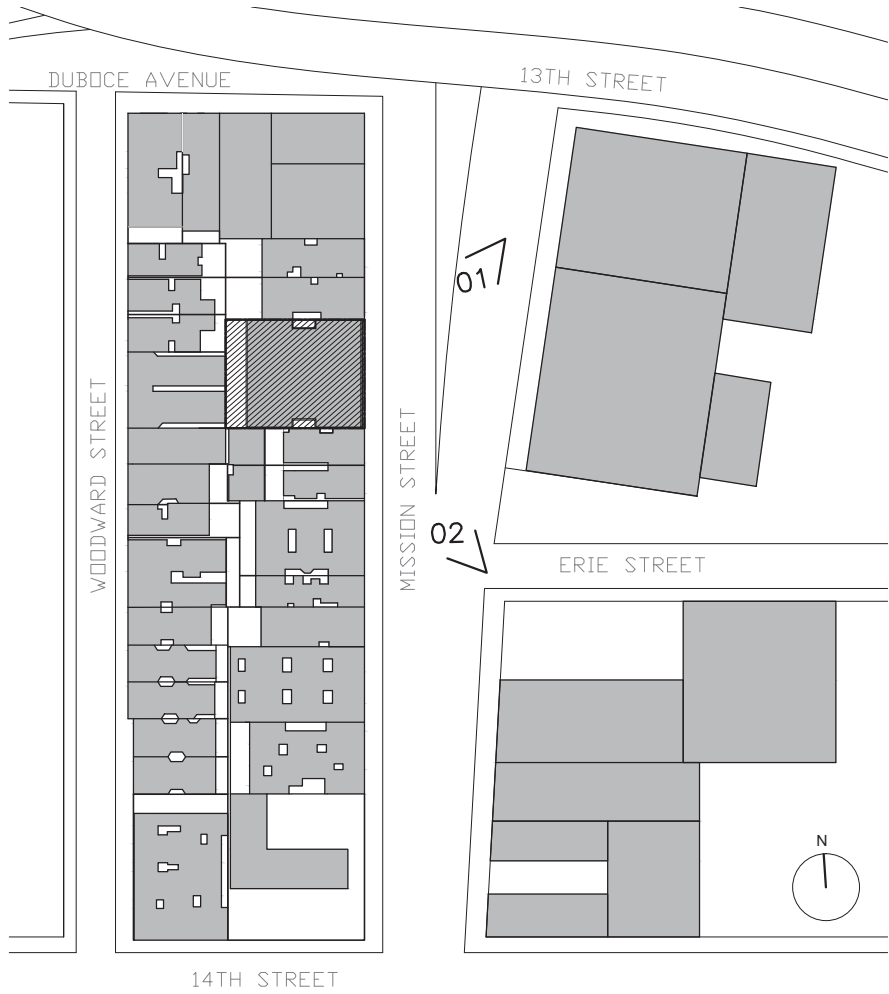 DUBOCE AVENUE
13TH STREET
01
WOODWARD STREET
MISSION STREET
02
ERIE STREET
N
14TH STREET